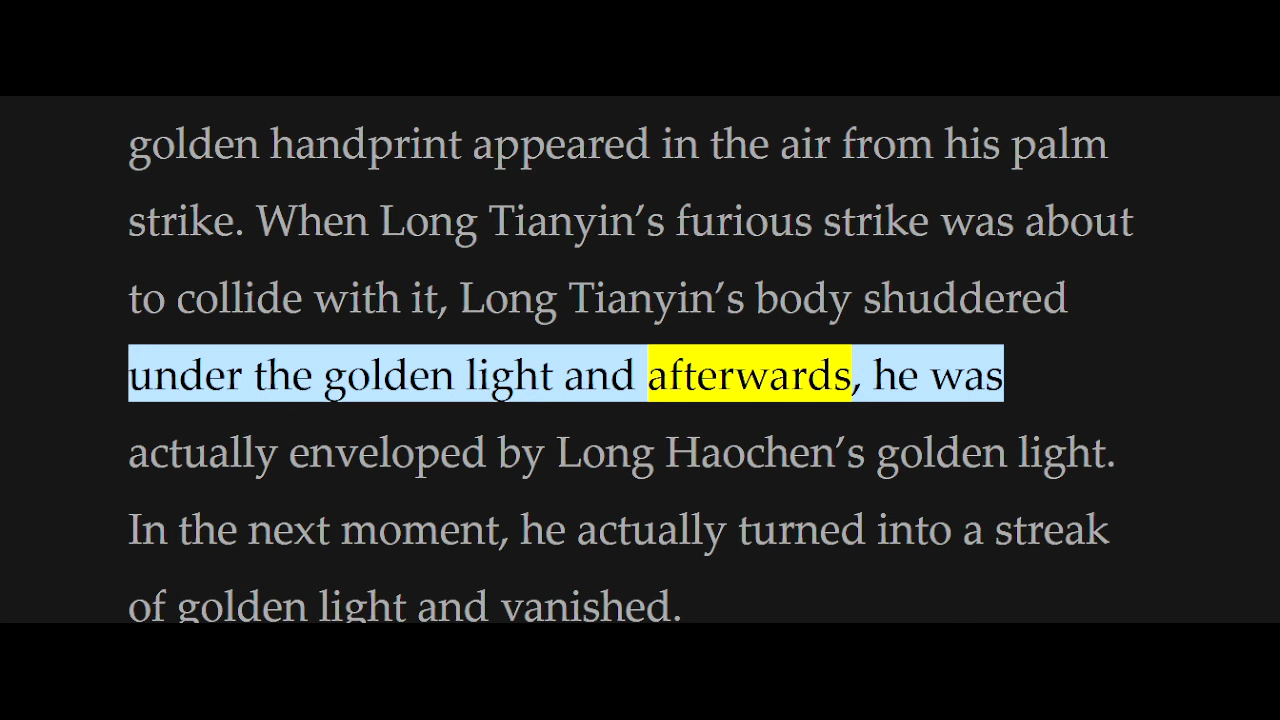 golden handprint appeared in the air from his palm
strike. When Long Tianyin’s furious strike was about
to collide with it, Long Tianyin’s body shuddered
under the golden light and afterwards, he was
actually enveloped by Long Haochen’s golden light.
In the next moment, he actually turned into a streak
of golden light and vanished.